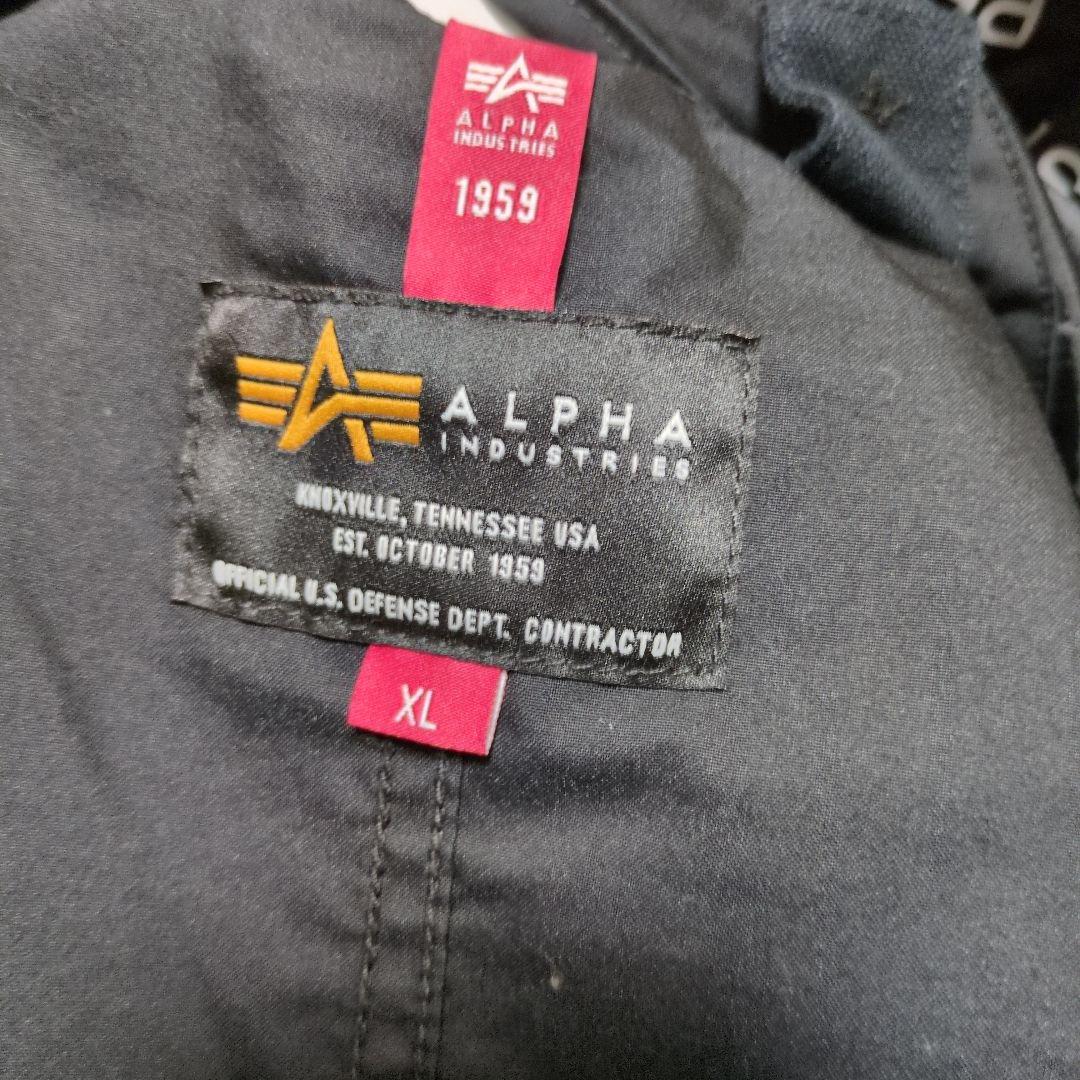 ALPHA
INDUSTRIES
1959
ALPHA
INDUSTRIES
KNOXVILLE, TENNESSEE USA
EST. OCTOBER 1959
OFFICIAL U.S. DEFENSE DEPT. CONTRACTOR
XL